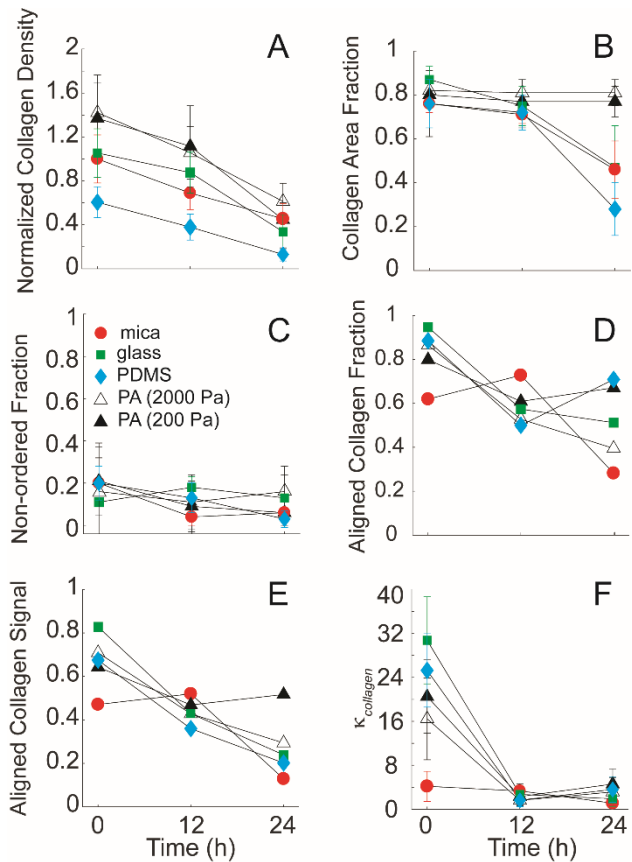 A
Normalized Collagen Density
2
1.6
1.2
0.8
0.4
0
B
Collagen Area Fraction
1
0.8
0.6
0.4
0.2
0
C
Non-ordered Fraction
1
0.8
0.6
0.4
0.2
0
mica
glass
PDMS
PA (2000 Pa)
PA (200 Pa)
D
Aligned Collagen Fraction
1
0.8
0.6
0.4
0.2
0
E
Aligned Collagen Signal
1
0.8
0.6
0.4
0.2
0
0 12 24
Time (h)
F
κcollagen
40
32
24
16
8
0
0 12 24
Time (h)